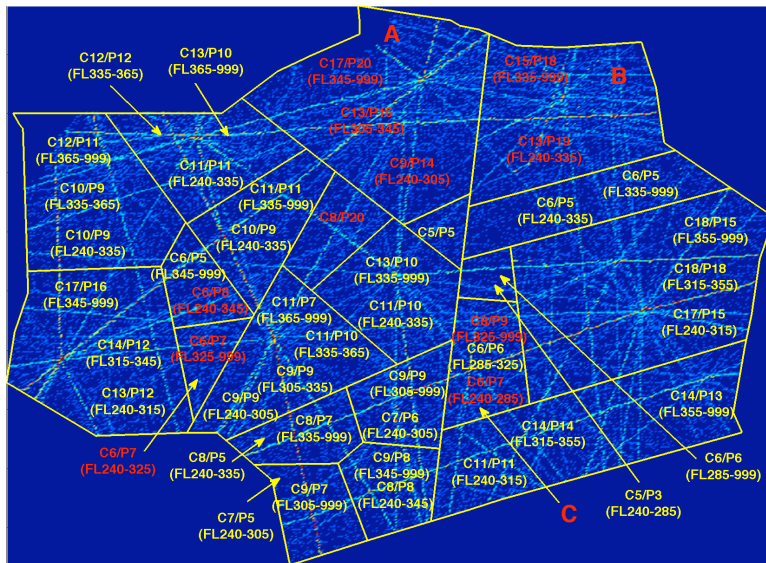 A
C12/P12
(FL335-365)
C13/P10
(FL365-999)
C17/P20
(FL345-999)
C15/P18
(FL335-999)
B
C13/P16
(FL305-345)
C12/P11
(FL365-999)
C11/P11
(FL240-335)
C9/P14
(FL240-305)
C13/P19
(FL240-335)
C10/P9
(FL335-365)
C11/P11
(FL335-999)
C6/P5
(FL335-999)
C6/P5
(FL240-335)
C8/P20
C10/P9
(FL240-335)
C10/P9
(FL240-335)
C5/P5
C18/P15
(FL355-999)
C6/P5
(FL345-999)
C13/P10
(FL335-999)
C18/P18
(FL315-355)
C17/P16
(FL345-999)
C6/P6
(FL240-345)
C11/P7
(FL365-999)
C11/P10
(FL240-335)
C17/P15
(FL240-315)
C14/P12
(FL315-345)
C6/P7
(FL325-999)
C11/P10
(FL335-365)
C8/P9
(FL325-999)
C6/P6
(FL285-325)
C9/P9
(FL305-335)
C9/P9
(FL305-999)
C6/P7
(FL240-285)
C13/P12
(FL240-315)
C9/P9
(FL240-305)
C14/P13
(FL355-999)
C8/P7
(FL335-999)
C7/P6
(FL240-305)
C14/P14
(FL315-355)
C6/P7
(FL240-325)
C8/P5
(FL240-335)
C9/P8
(FL345-999)
C11/P11
(FL240-315)
C6/P6
(FL285-999)
C9/P7
(FL305-999)
C8/P8
(FL240-345)
C5/P3
(FL240-285)
C7/P5
(FL240-305)
C